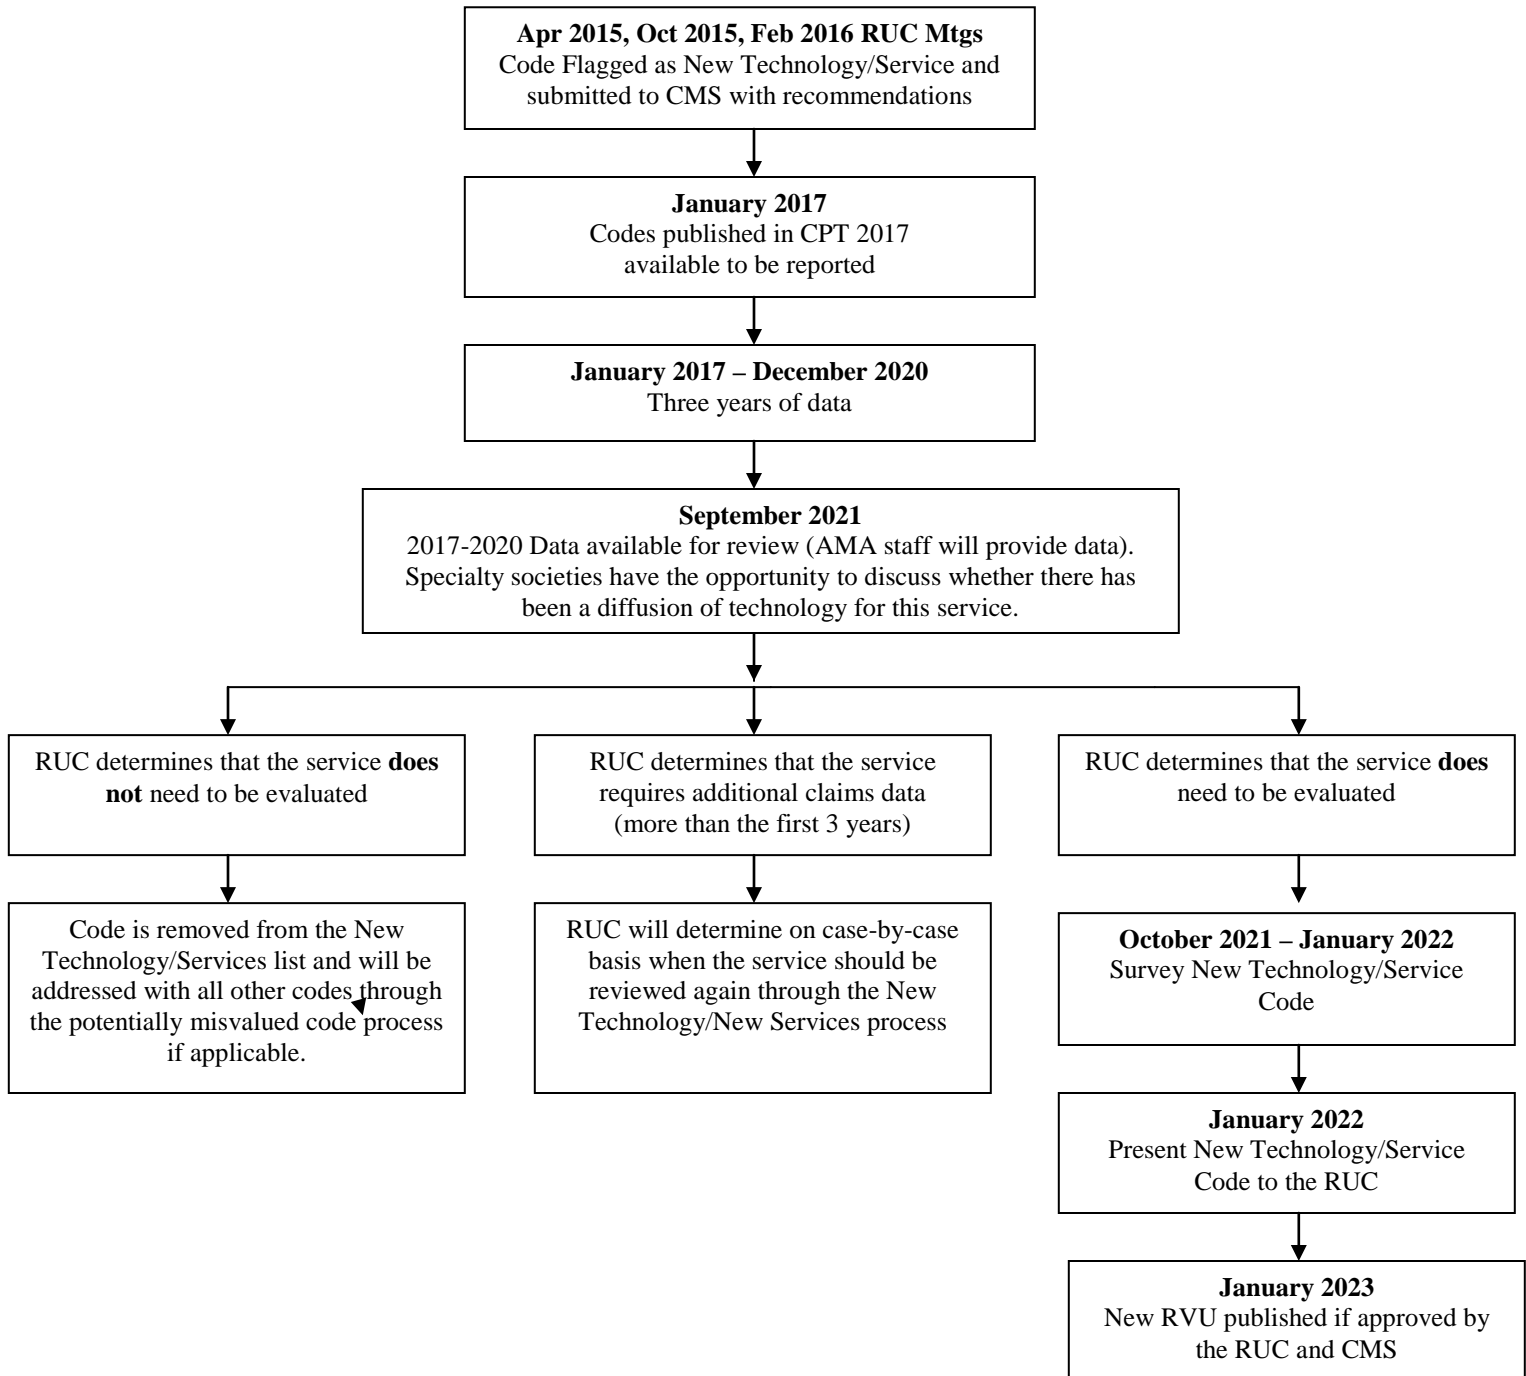 Apr 2015, Oct 2015, Feb 2016 RUC Mtgs
Code Flagged as New Technology/Service and
submitted to CMS with recommendations
January 2017
Codes published in CPT 2017
available to be reported
January 2017 – December 2020
Three years of data
September 2021
2017-2020 Data available for review (AMA staff will provide data).
Specialty societies have the opportunity to discuss whether there has
been a diffusion of technology for this service.
RUC determines that the service does
not need to be evaluated
RUC determines that the service
requires additional claims data
(more than the first 3 years)
RUC determines that the service does
need to be evaluated
Code is removed from the New
Technology/Services list and will be
addressed with all other codes through
the potentially misvalued code process
if applicable.
RUC will determine on case-by-case
basis when the service should be
reviewed again through the New
Technology/New Services process
October 2021 – January 2022
Survey New Technology/Service
Code
January 2022
Present New Technology/Service
Code to the RUC
January 2023
New RVU published if approved by
the RUC and CMS